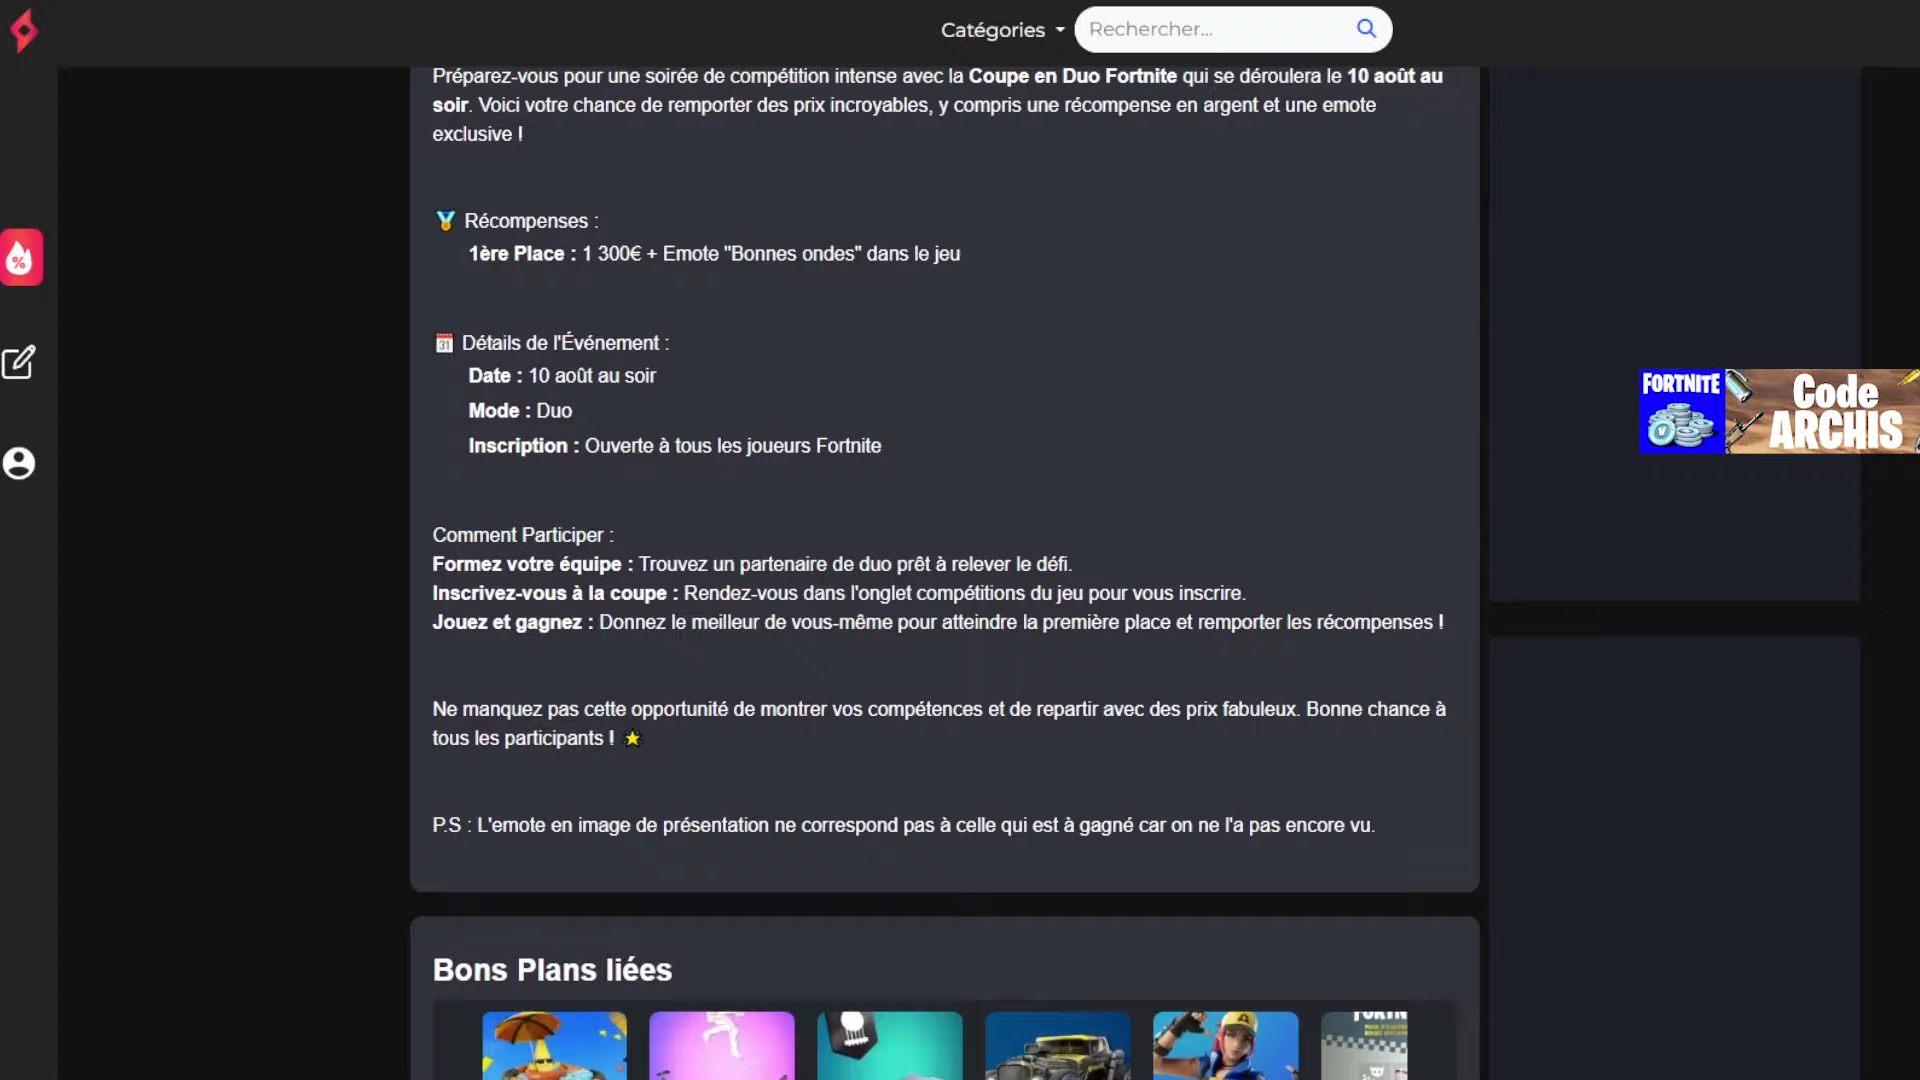 Catégories
Rechercher...
Préparez-vous pour une soirée de compétition intense avec la Coupe en Duo Fortnite qui se déroulera le 10 août au
soir. Voici votre chance de remporter des prix incroyables, y compris une récompense en argent et une emote
exclusive !
Récompenses :
1ère Place : 1 300€ + Emote "Bonnes ondes" dans le jeu
31
Détails de l'Événement :
Date : 10 août au soir
Mode : Duo
Inscription : Ouverte à tous les joueurs Fortnite
FORTNITE
Code
ARCHIS
Comment Participer :
Formez votre équipe : Trouvez un partenaire de duo prêt à relever le défi.
Inscrivez-vous à la coupe : Rendez-vous dans l'onglet compétitions du jeu pour vous inscrire.
Jouez et gagnez : Donnez le meilleur de vous-même pour atteindre la première place et remporter les récompenses !
Ne manquez pas cette opportunité de montrer vos compétences et de repartir avec des prix fabuleux. Bonne chance à
tous les participants !
P.S : L'emote en image de présentation ne correspond pas à celle qui est à gagné car on ne l'a pas encore vu.
Bons Plans liées